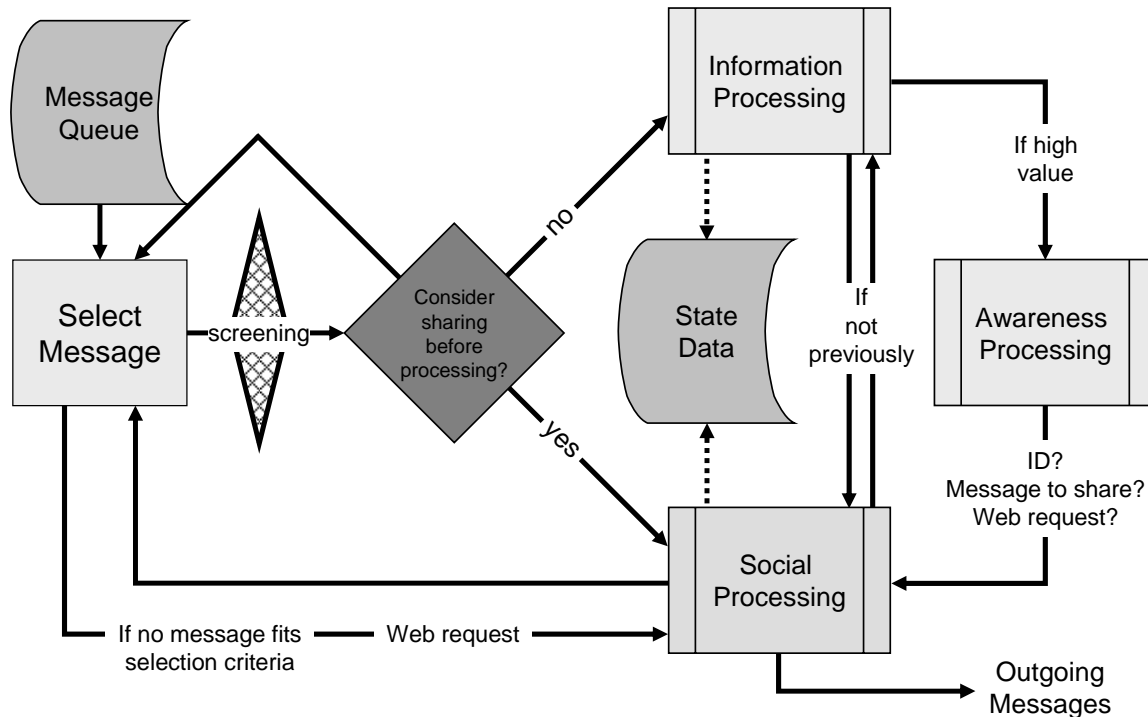 Message
Queue
Select
Message
screening
Consider
sharing
before
processing?
no
yes
Information
Processing
If high
value
State
Data
If
not
previously
Awareness
Processing
ID?
Message to share?
Web request?
Social
Processing
If no message fits
selection criteria
Web request
Outgoing
Messages